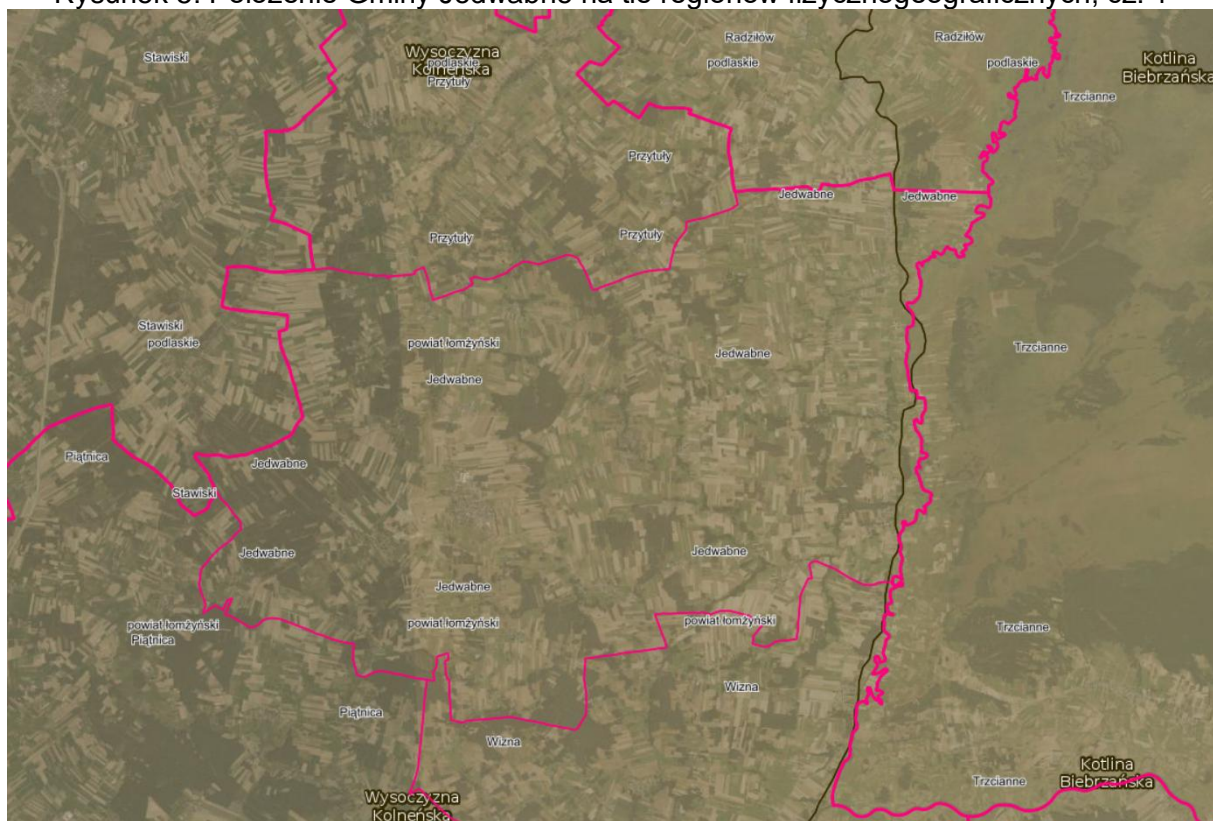 Rysunek 3. Położenie Gminy Jedwabne na tle regionów fizycznogeograficznych, cz. 1
Stawiski
Wysoczyzna
Kolneńska
podlaskie
Przytuły
Radziłów
podlaskie
Radziłów
podlaskie
Kotlina
Biebrzańska
Trzcianne
Przytuły
Jedwabne
Jedwabne
Przytuły
Przytuły
Stawiski
podlaskie
powiat łomżyński
Jedwabne
Jedwabne
Trzcianne
Piątnica
Jedwabne
Stawiski
Jedwabne
Jedwabne
Jedwabne
powiat łomżyński
Piątnica
powiat łomżyński
powiat łomżyński
Trzcianne
Wizna
Piątnica
Wizna
Kotlina
Biebrzańska
Trzcianne
Wysoczyzna
Kolneńska